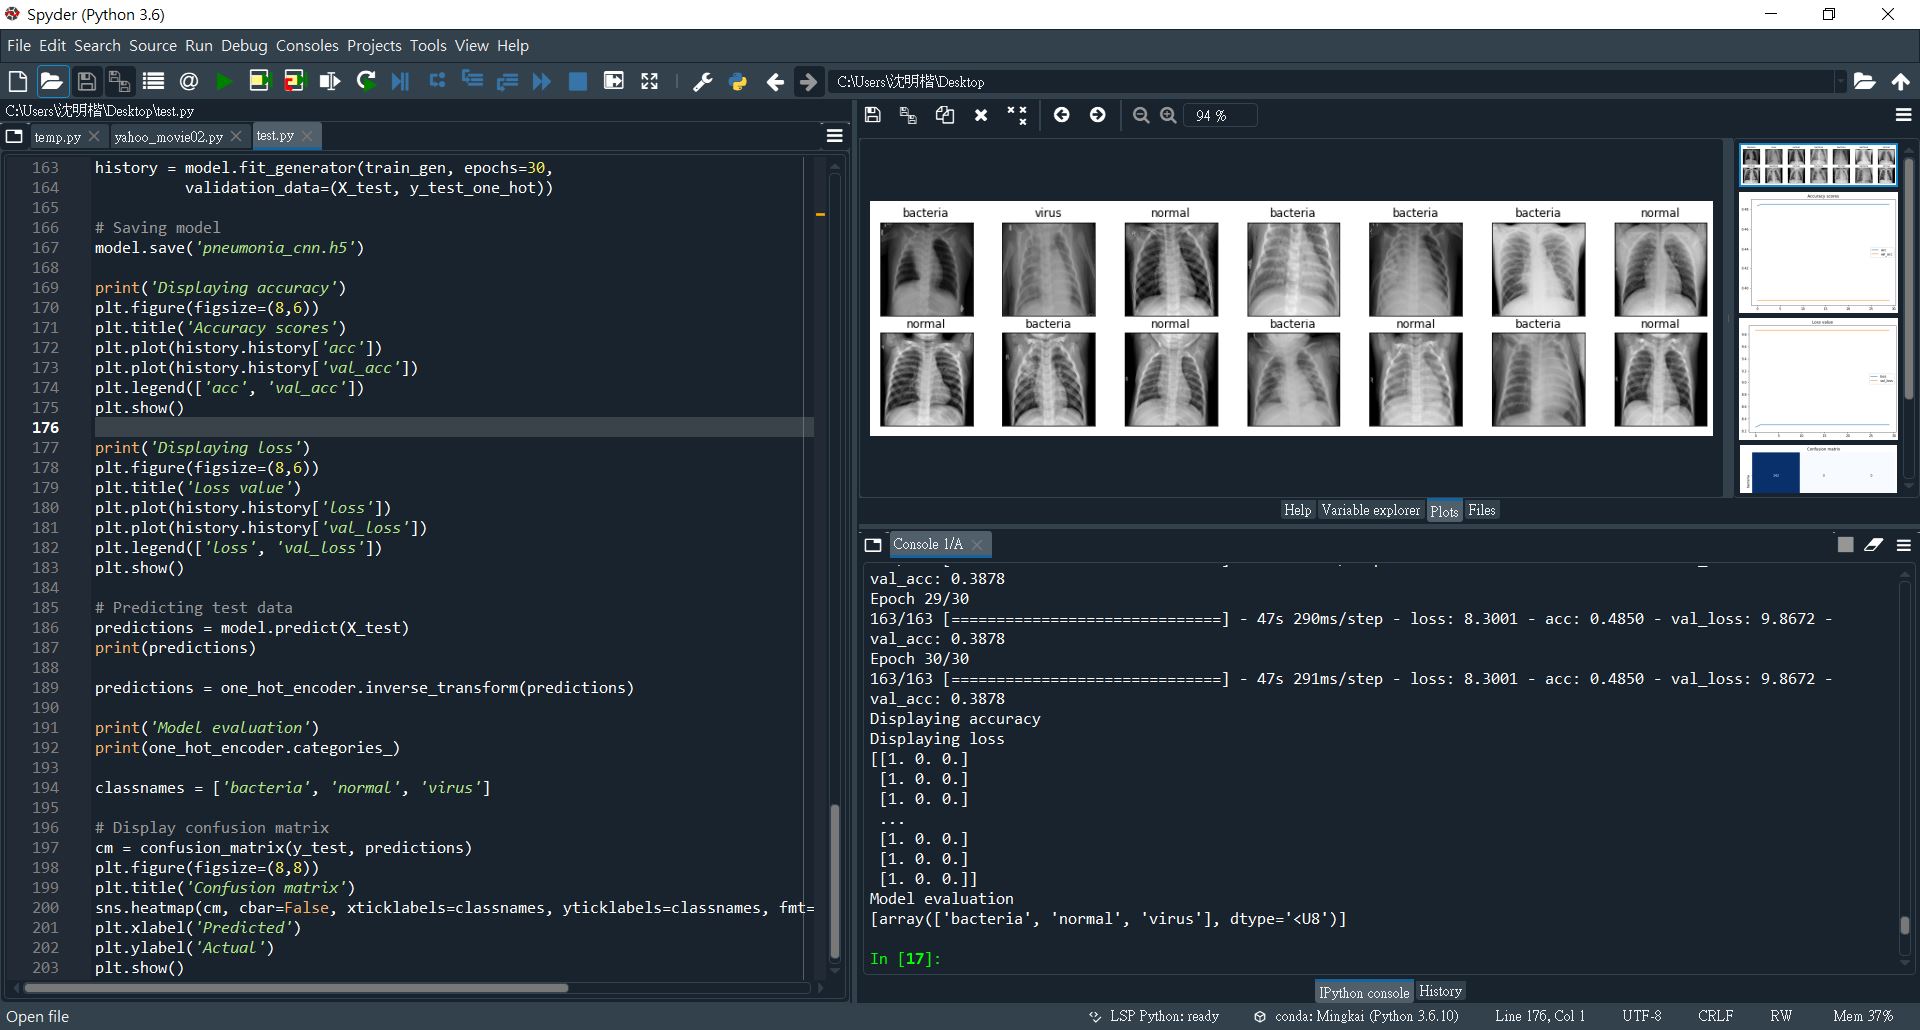 Spyder (Python 3.6)
File Edit Search Source Run Debug Consoles Projects Tools View Help
C:\Users\沈明楷\Desktop
C:\Users\沈明楷\Desktop\test.py
temp.py yahoo_movie02.py test.py
163 history = model.fit_generator(train_gen, epochs=30,
164 validation_data=(X_test, y_test_one_hot))
165
166 # Saving model
167 model.save('pneumonia_cnn.h5')
168
169 print('Displaying accuracy')
170 plt.figure(figsize=(8,6))
171 plt.title('Accuracy scores')
172 plt.plot(history.history['acc'])
173 plt.plot(history.history['val_acc'])
174 plt.legend(['acc', 'val_acc'])
175 plt.show()
176
177 print('Displaying loss')
178 plt.figure(figsize=(8,6))
179 plt.title('Loss value')
180 plt.plot(history.history['loss'])
181 plt.plot(history.history['val_loss'])
182 plt.legend(['loss', 'val_loss'])
183 plt.show()
184
185 # Predicting test data
186 predictions = model.predict(X_test)
187 print(predictions)
188
189 predictions = one_hot_encoder.inverse_transform(predictions)
190
191 print('Model evaluation')
192 print(one_hot_encoder.categories_)
193
194 classnames = ['bacteria', 'normal', 'virus']
195
196 # Display confusion matrix
197 cm = confusion_matrix(y_test, predictions)
198 plt.figure(figsize=(8,8))
199 plt.title('Confusion matrix')
200 sns.heatmap(cm, cbar=False, xticklabels=classnames, yticklabels=classnames, fmt=
201 plt.xlabel('Predicted')
202 plt.ylabel('Actual')
203 plt.show()
94 %
bacteria virus normal bacteria bacteria bacteria normal
normal bacteria normal bacteria normal bacteria normal
Accuracy scores
Loss value
Confusion matrix
Help Variable explorer Plots Files
Console 1/A
val_acc: 0.3878
Epoch 29/30
163/163 [==============================] - 47s 290ms/step - loss: 8.3001 - acc: 0.4850 - val_loss: 9.8672 -
val_acc: 0.3878
Epoch 30/30
163/163 [==============================] - 47s 291ms/step - loss: 8.3001 - acc: 0.4850 - val_loss: 9.8672 -
val_acc: 0.3878
Displaying accuracy
Displaying loss
[[1. 0. 0.]
[1. 0. 0.]
[1. 0. 0.]
...
[1. 0. 0.]
[1. 0. 0.]
[1. 0. 0.]]
Model evaluation
[array(['bacteria', 'normal', 'virus'], dtype='<U8')]
In [17]:
IPython console History
Open file
LSP Python: ready conda: Mingkai (Python 3.6.10) Line 176, Col 1 UTF-8 CRLF RW Mem 37%